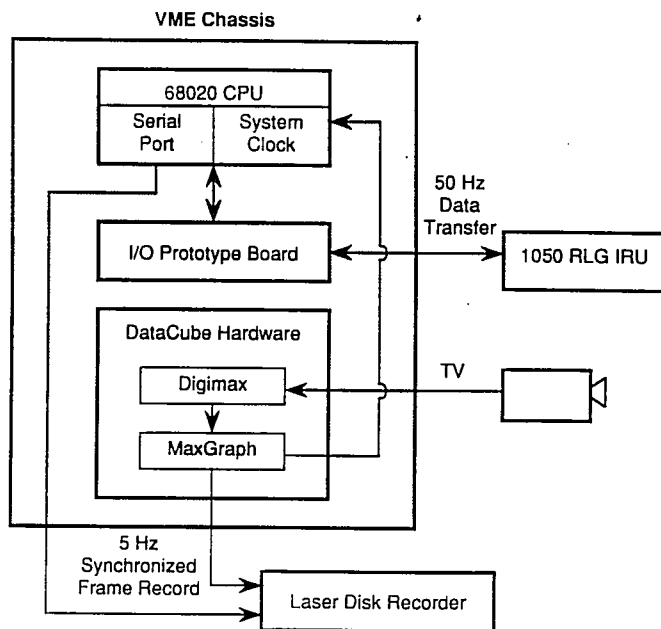 VME Chassis
68020 CPU
Serial
Port
System
Clock
50 Hz
Data
Transfer
I/O Prototype Board
1050 RLG IRU
DataCube Hardware
Digimax
TV
MaxGraph
5 Hz
Synchronized
Frame Record
Laser Disk Recorder